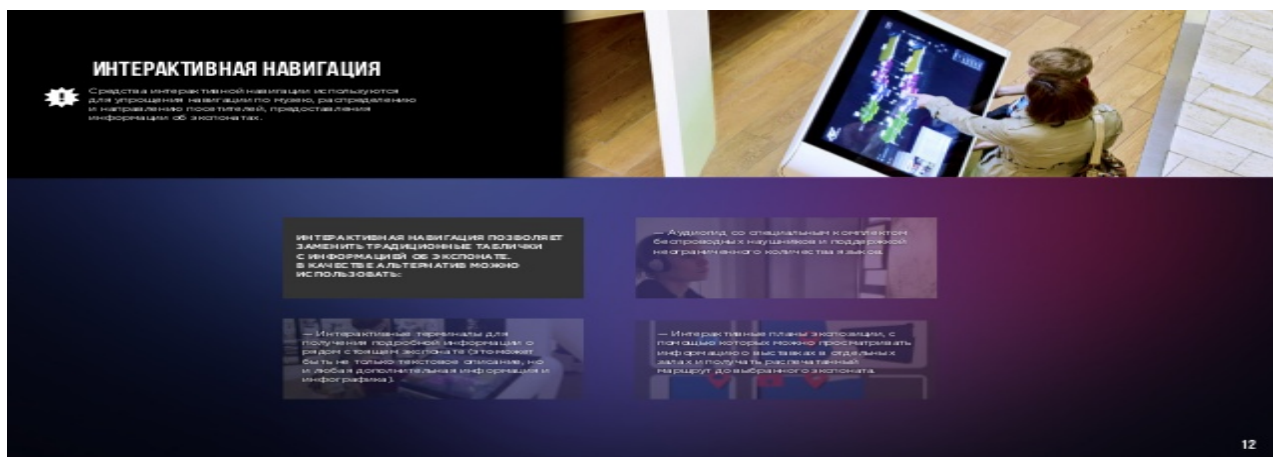 ИНТЕРАКТИВНАЯ НАВИГАЦИЯ
Средства интерактивной навигации используются
для упрощения навигации по музею, распределению
и направлению посетителей, предоставления
информации об экспонатах.
ИНТЕРАКТИВНАЯ НАВИГАЦИЯ ПОЗВОЛЯЕТ
ЗАМЕНИТЬ ТРАДИЦИОННЫЕ ТАБЛИЧКИ
С ИНФОРМАЦИЕЙ ОБ ЭКСПОНАТЕ.
В КАЧЕСТВЕ АЛЬТЕРНАТИВ МОЖНО
ИСПОЛЬЗОВАТЬ:
— Аудиогид со специальным комплектом
беспроводных наушников и поддержкой
неограниченного количества языков.
— Интерактивные терминалы для
получения подробной информации о
рядом стоящем экспонате (это может
быть не только текстовое описание, но
и любая дополнительная информация и
инфографика).
— Интерактивные планы экспозиции, с
помощью которых можно просматривать
информацию о выставках в отдельных
залах и получать распечатанный
маршрут до выбранного экспоната.
12